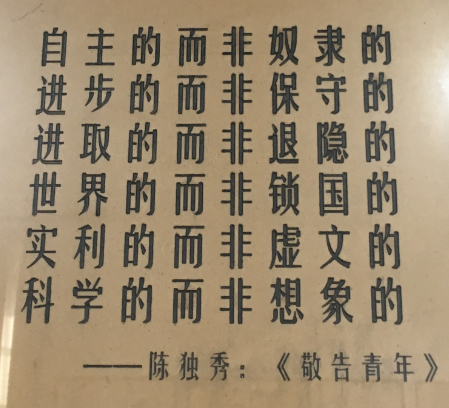 自主的而非奴隶的
进步的而非保守的
进取的而非退隐的
世界的而非锁国的
实利的而非虚文的
科学的而非想象的
——陈独秀：《敬告青年》